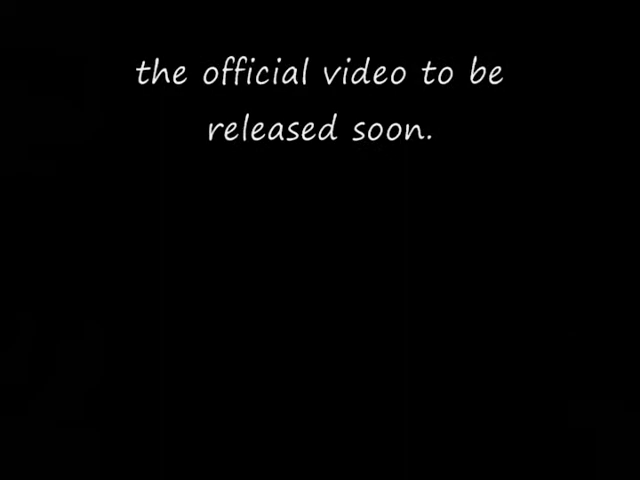 the official video to be
released soon.